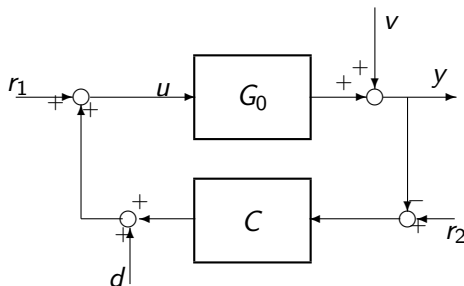 v
r₁ + + u G₀ + + y
+ C − +
+ d r₂